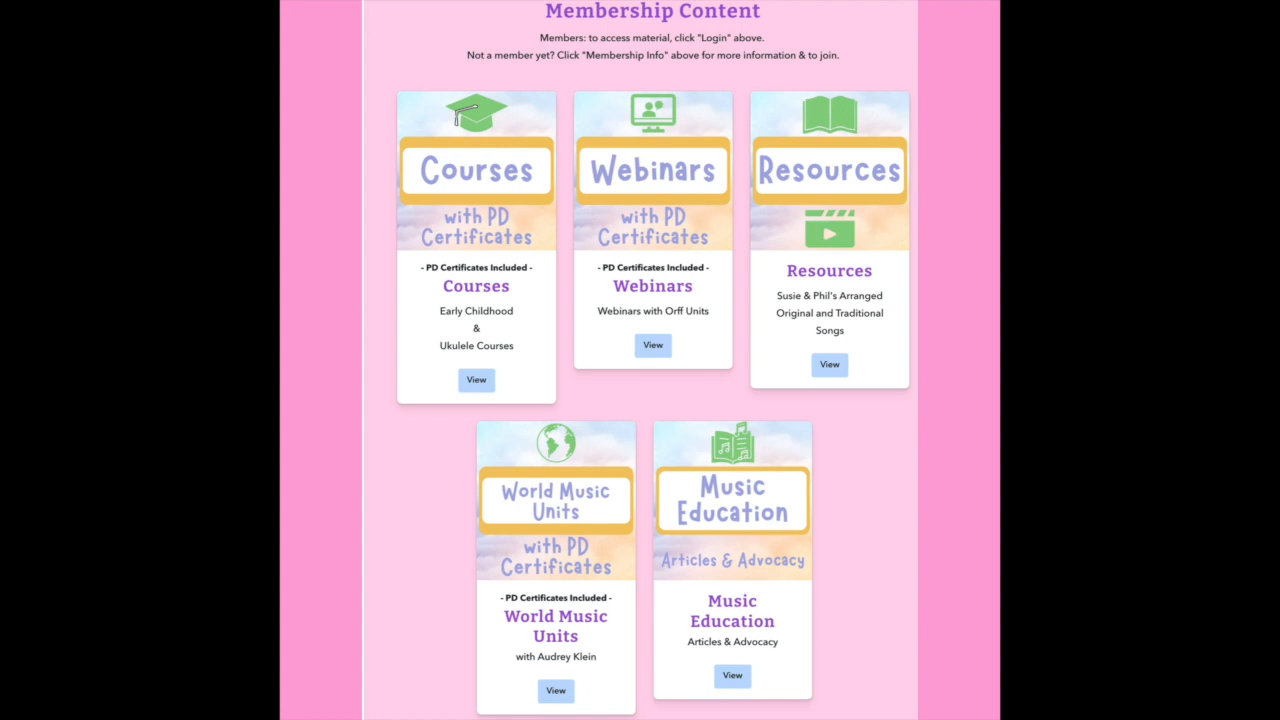 Membership Content
Members: to access material, click "Login" above.
Not a member yet? Click "Membership Info" above for more information & to join.
Courses
with PD
Certificates
- PD Certificates Included -
Courses
Early Childhood
&
Ukulele Courses
View
Webinars
with PD
Certificates
- PD Certificates Included -
Webinars
Webinars with Orff Units
View
Resources
Resources
Susie & Phil's Arranged
Original and Traditional
Songs
View
World Music
Units
with PD
Certificates
- PD Certificates Included -
World Music
Units
with Audrey Klein
View
Music
Education
Articles & Advocacy
Music
Education
Articles & Advocacy
View